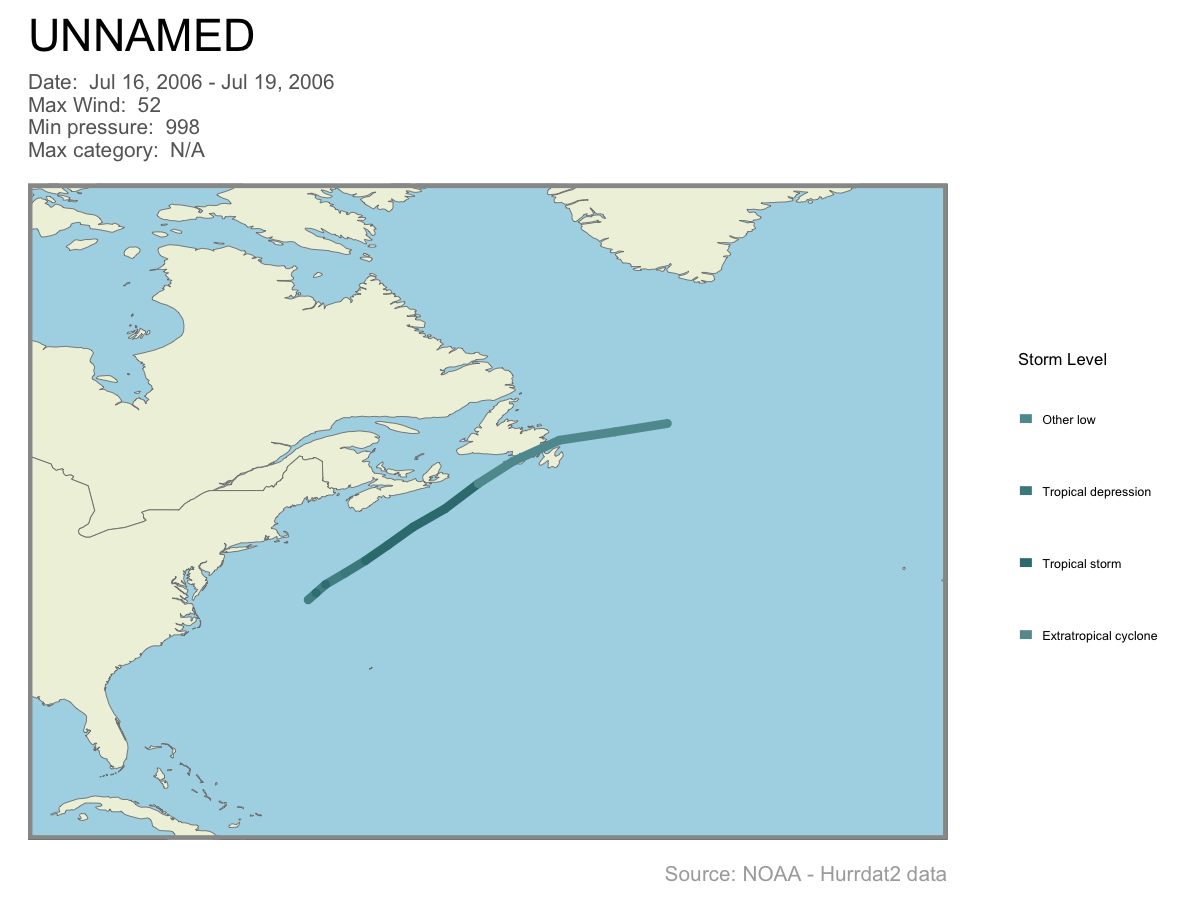 UNNAMED
Date:  Jul 16, 2006 - Jul 19, 2006
Max Wind:  52
Min pressure:  998
Max category:  N/A
Storm Level
Other low
Tropical depression
Tropical storm
Extratropical cyclone
Source: NOAA - Hurrdat2 data